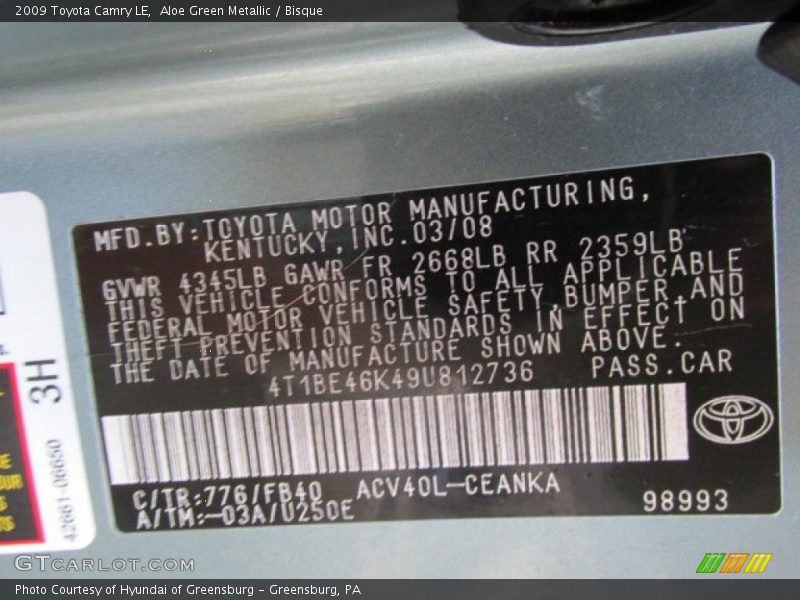 2009 Toyota Camry LE,  Aloe Green Metallic / Bisque
MFD.BY:TOYOTA MOTOR MANUFACTURING,
KENTUCKY,INC.03/08
GVWR 4345LB GAWR FR 2668LB RR 2359LB
THIS VEHICLE CONFORMS TO ALL APPLICABLE
FEDERAL MOTOR VEHICLE SAFETY,BUMPER,AND
THEFT PREVENTION STANDARDS IN EFFECT ON
THE DATE OF MANUFACTURE SHOWN ABOVE.
4T1BE46K49U812736 PASS.CAR
C/TR:776/FB40 ACV40L-CEANKA
A/TM:-03A/U250E 98993
3H
42661-06650
GTCARLOT.COM
Photo Courtesy of Hyundai of Greensburg – Greensburg, PA